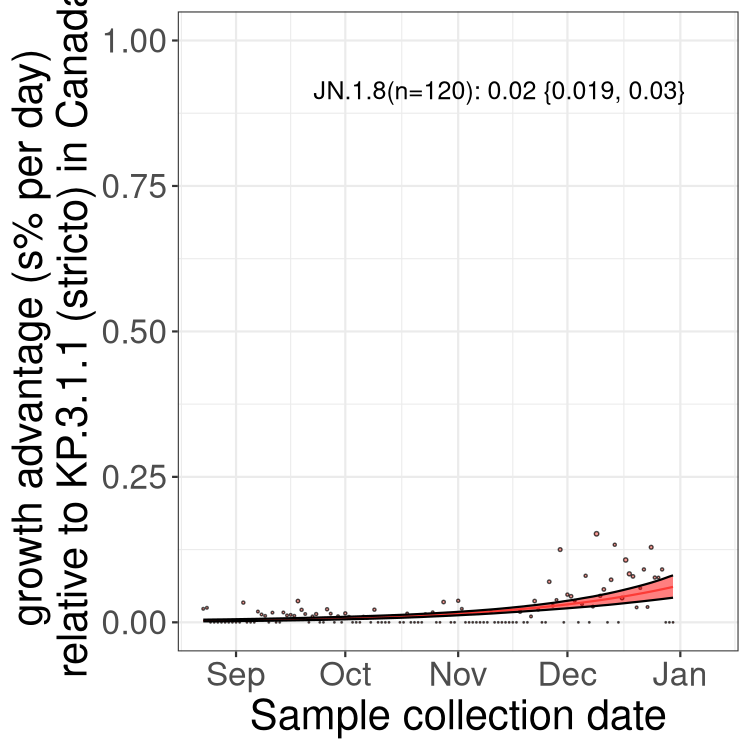 growth advantage (s% per day)
relative to KP.3.1.1 (stricto) in Canada
1.00
0.75
0.50
0.25
0.00
JN.1.8(n=120): 0.02 {0.019, 0.03}
Sep Oct Nov Dec Jan
Sample collection date